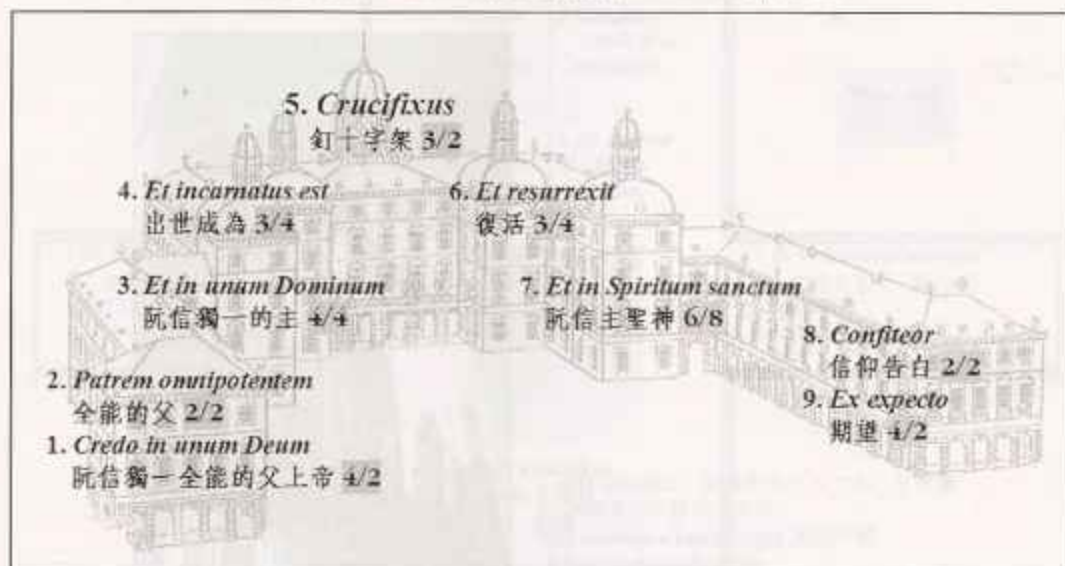 5. Crucifixus
釘十字架 3/2
4. Et incarnatus est
出世成為 3/4
6. Et resurrexit
復活 3/4
3. Et in unum Dominum
阮信獨一的主 4/4
7. Et in Spiritum sanctum
阮信主聖神 6/8
8. Confiteor
信仰告白 2/2
2. Patrem omnipotentem
全能的父 2/2
9. Ex expecto
期望 4/2
1. Credo in unum Deum
阮信獨一全能的父上帝 4/2